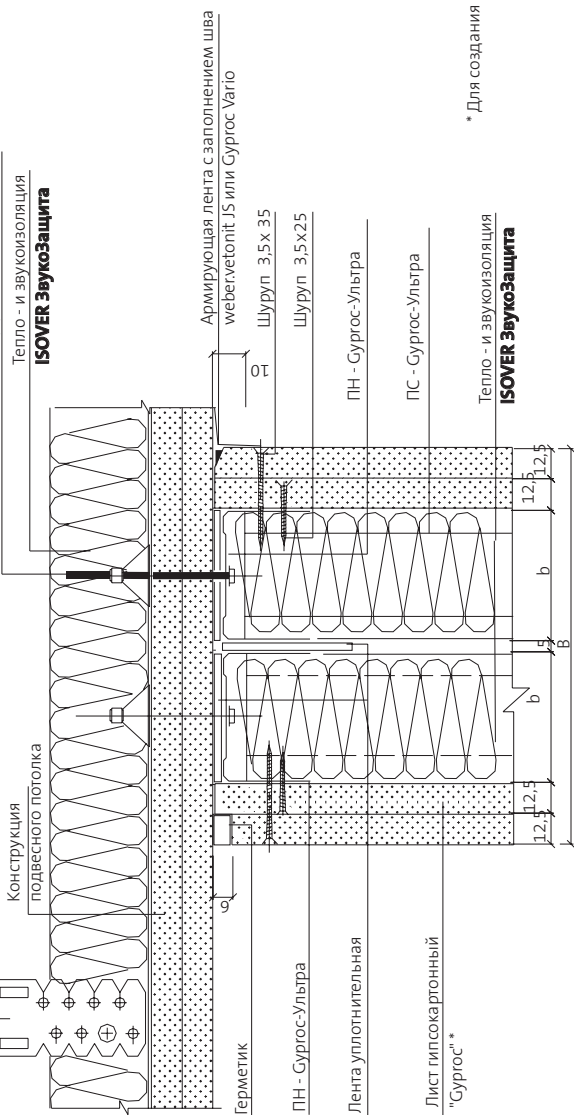 Тепло - и звукоизоляция
ISOVER ЗвукоЗащита
Конструкция
подвесного потолка
Армирующая лента с заполнением шва
weber.vetonit JS или Gyproc Vario
Шуруп 3,5х 35
Шуруп 3,5х25
ПН - Gyproc-Ультра
ПС - Gyproc-Ультра
Тепло - и звукоизоляция
ISOVER ЗвукоЗащита
* Для создания
Герметик
ПН - Gyproc-Ультра
Лента уплотнительная
Лист гипсокартонный
"Gyproc" *
10
6
12,5
12,5
b
5
b
12,5
12,5
B